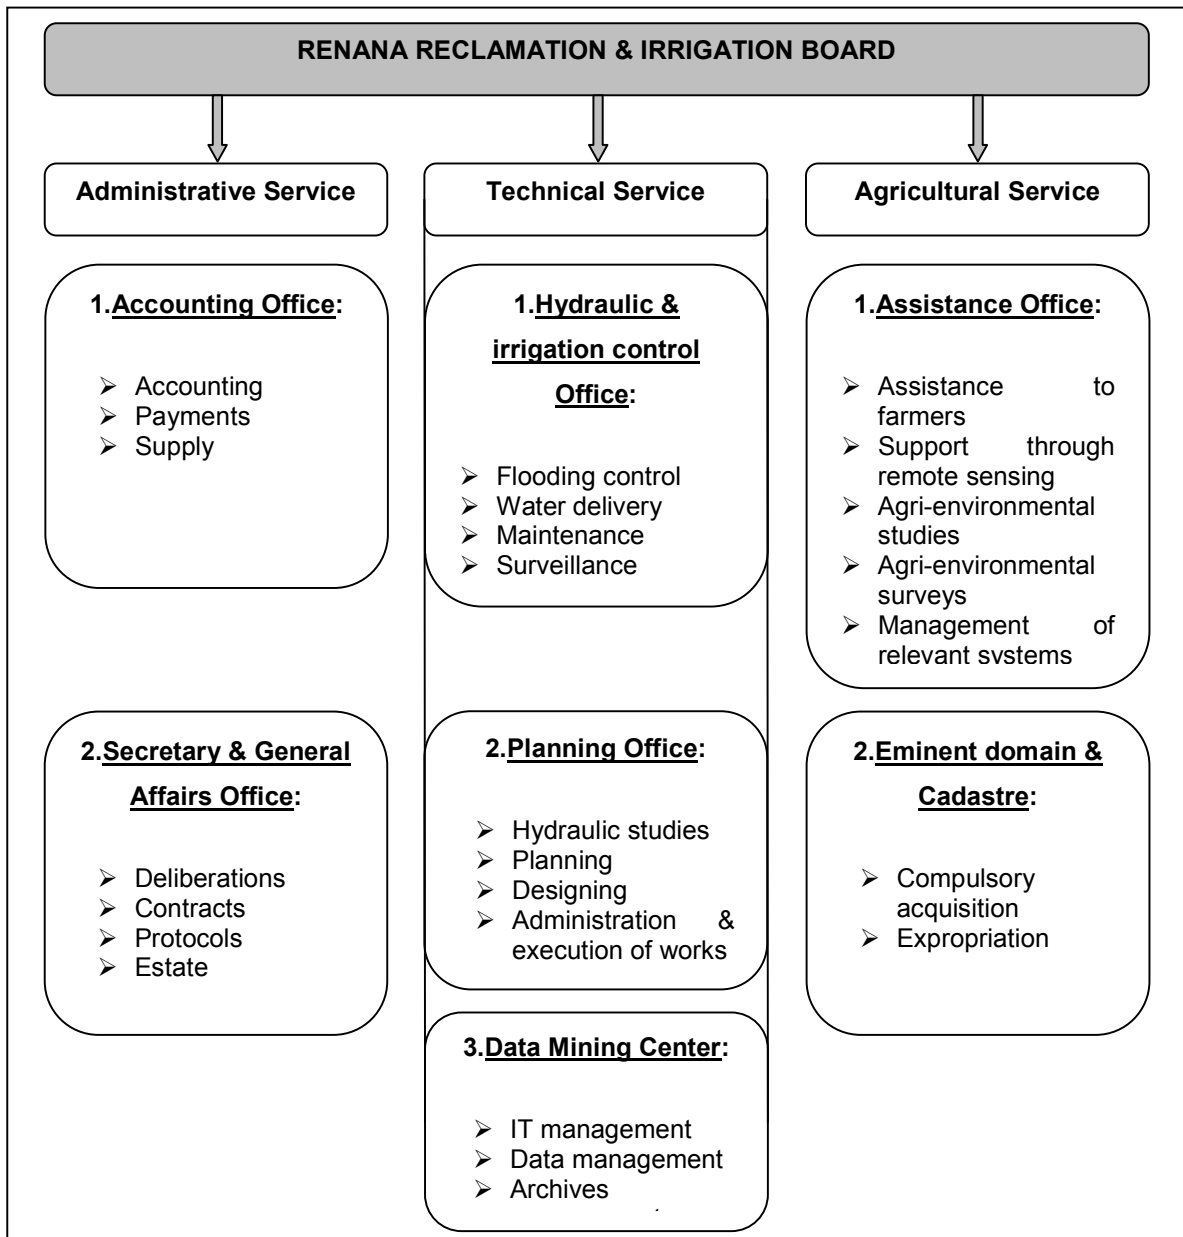 RENANA RECLAMATION & IRRIGATION BOARD
Administrative Service
Technical Service
Agricultural Service
1.Accounting Office:
➢ Accounting
➢ Payments
➢ Supply
1.Hydraulic &
irrigation control
Office:
➢ Flooding control
➢ Water delivery
➢ Maintenance
➢ Surveillance
1.Assistance Office:
➢ Assistance to
farmers
➢ Support through
remote sensing
➢ Agri-environmental
studies
➢ Agri-environmental
surveys
➢ Management of
relevant systems
2.Secretary & General
Affairs Office:
➢ Deliberations
➢ Contracts
➢ Protocols
➢ Estate
2.Planning Office:
➢ Hydraulic studies
➢ Planning
➢ Designing
➢ Administration &
execution of works
2.Eminent domain &
Cadastre:
➢ Compulsory
acquisition
➢ Expropriation
3.Data Mining Center:
➢ IT management
➢ Data management
➢ Archives